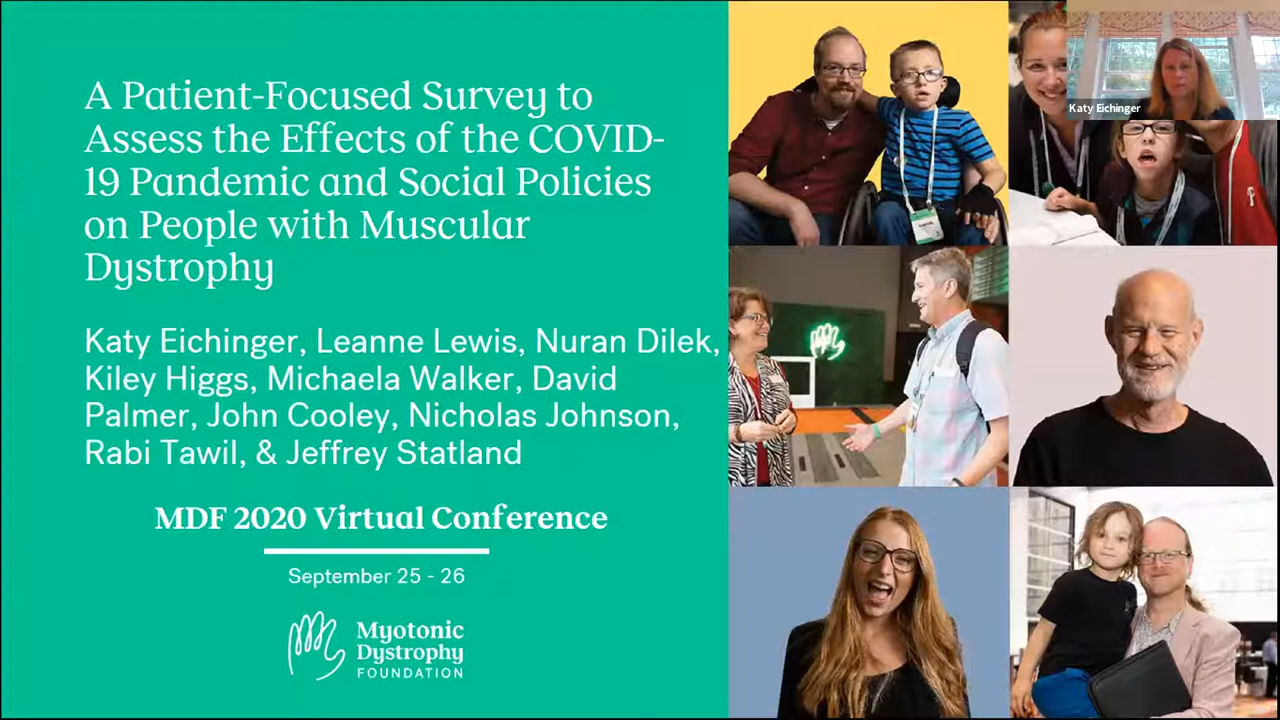 A Patient-Focused Survey to
Assess the Effects of the COVID-
19 Pandemic and Social Policies
on People with Muscular
Dystrophy
Katy Eichinger, Leanne Lewis, Nuran Dilek,
Kiley Higgs, Michaela Walker, David
Palmer, John Cooley, Nicholas Johnson,
Rabi Tawil, & Jeffrey Statland
MDF 2020 Virtual Conference
September 25 - 26
Myotonic
Dystrophy
FOUNDATION
Katy Eichinger